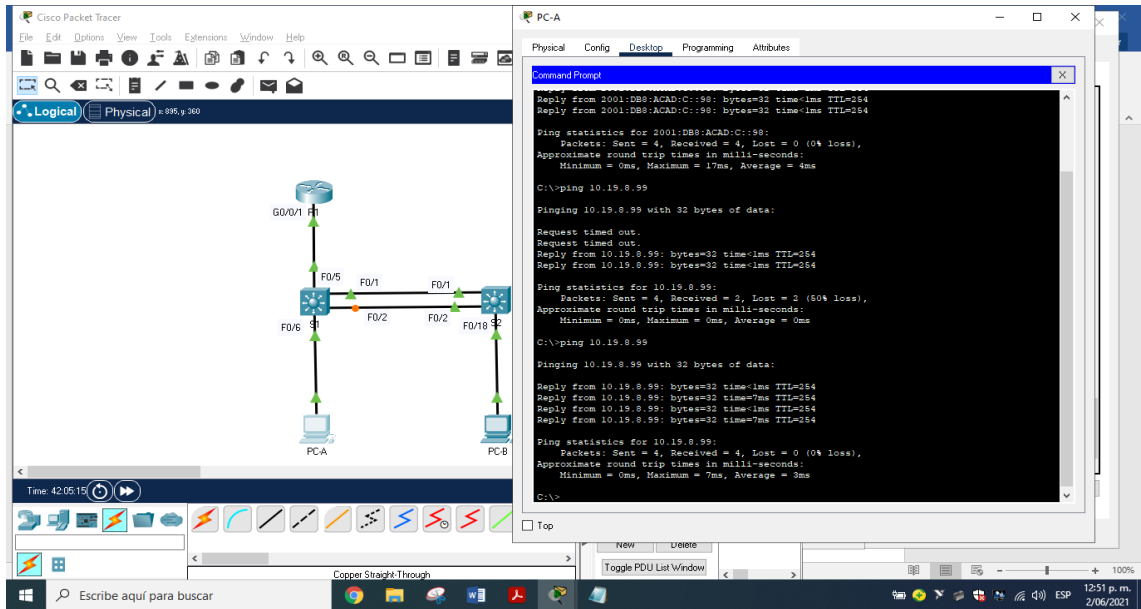 Cisco Packet Tracer
File Edit Options View Tools Extensions Window Help
Logical Physical x: 895, y: 360
G0/0/1 R1
F0/5
F0/1
F0/1
F0/6 S1
F0/2
F0/2
F0/18 S2
PC-A
PC-B
Time: 42:05:15
Copper Straight-Through
New Delete
Toggle PDU List Window
PC-A
Physical Config Desktop Programming Attributes
Command Prompt X
Reply from 2001:DB8:ACAD:C::98: bytes=32 time<1ms TTL=254
Ping statistics for 2001:DB8:ACAD:C::98:
Packets: Sent = 4, Received = 4, Lost = 0 (0% loss),
Approximate round trip times in milli-seconds:
Minimum = 0ms, Maximum = 17ms, Average = 4ms
C:\>ping 10.19.8.99
Pinging 10.19.8.99 with 32 bytes of data:
Request timed out.
Request timed out.
Reply from 10.19.8.99: bytes=32 time<1ms TTL=254
Reply from 10.19.8.99: bytes=32 time<1ms TTL=254
Ping statistics for 10.19.8.99:
Packets: Sent = 4, Received = 2, Lost = 2 (50% loss),
Approximate round trip times in milli-seconds:
Minimum = 0ms, Maximum = 0ms, Average = 0ms
C:\>ping 10.19.8.99
Pinging 10.19.8.99 with 32 bytes of data:
Reply from 10.19.8.99: bytes=32 time<1ms TTL=254
Reply from 10.19.8.99: bytes=32 time=7ms TTL=254
Reply from 10.19.8.99: bytes=32 time<1ms TTL=254
Reply from 10.19.8.99: bytes=32 time=7ms TTL=254
Ping statistics for 10.19.8.99:
Packets: Sent = 4, Received = 4, Lost = 0 (0% loss),
Approximate round trip times in milli-seconds:
Minimum = 0ms, Maximum = 7ms, Average = 3ms
C:\>
Top
100%
Escribe aquí para buscar
ESP
12:51 p. m.
2/06/2021